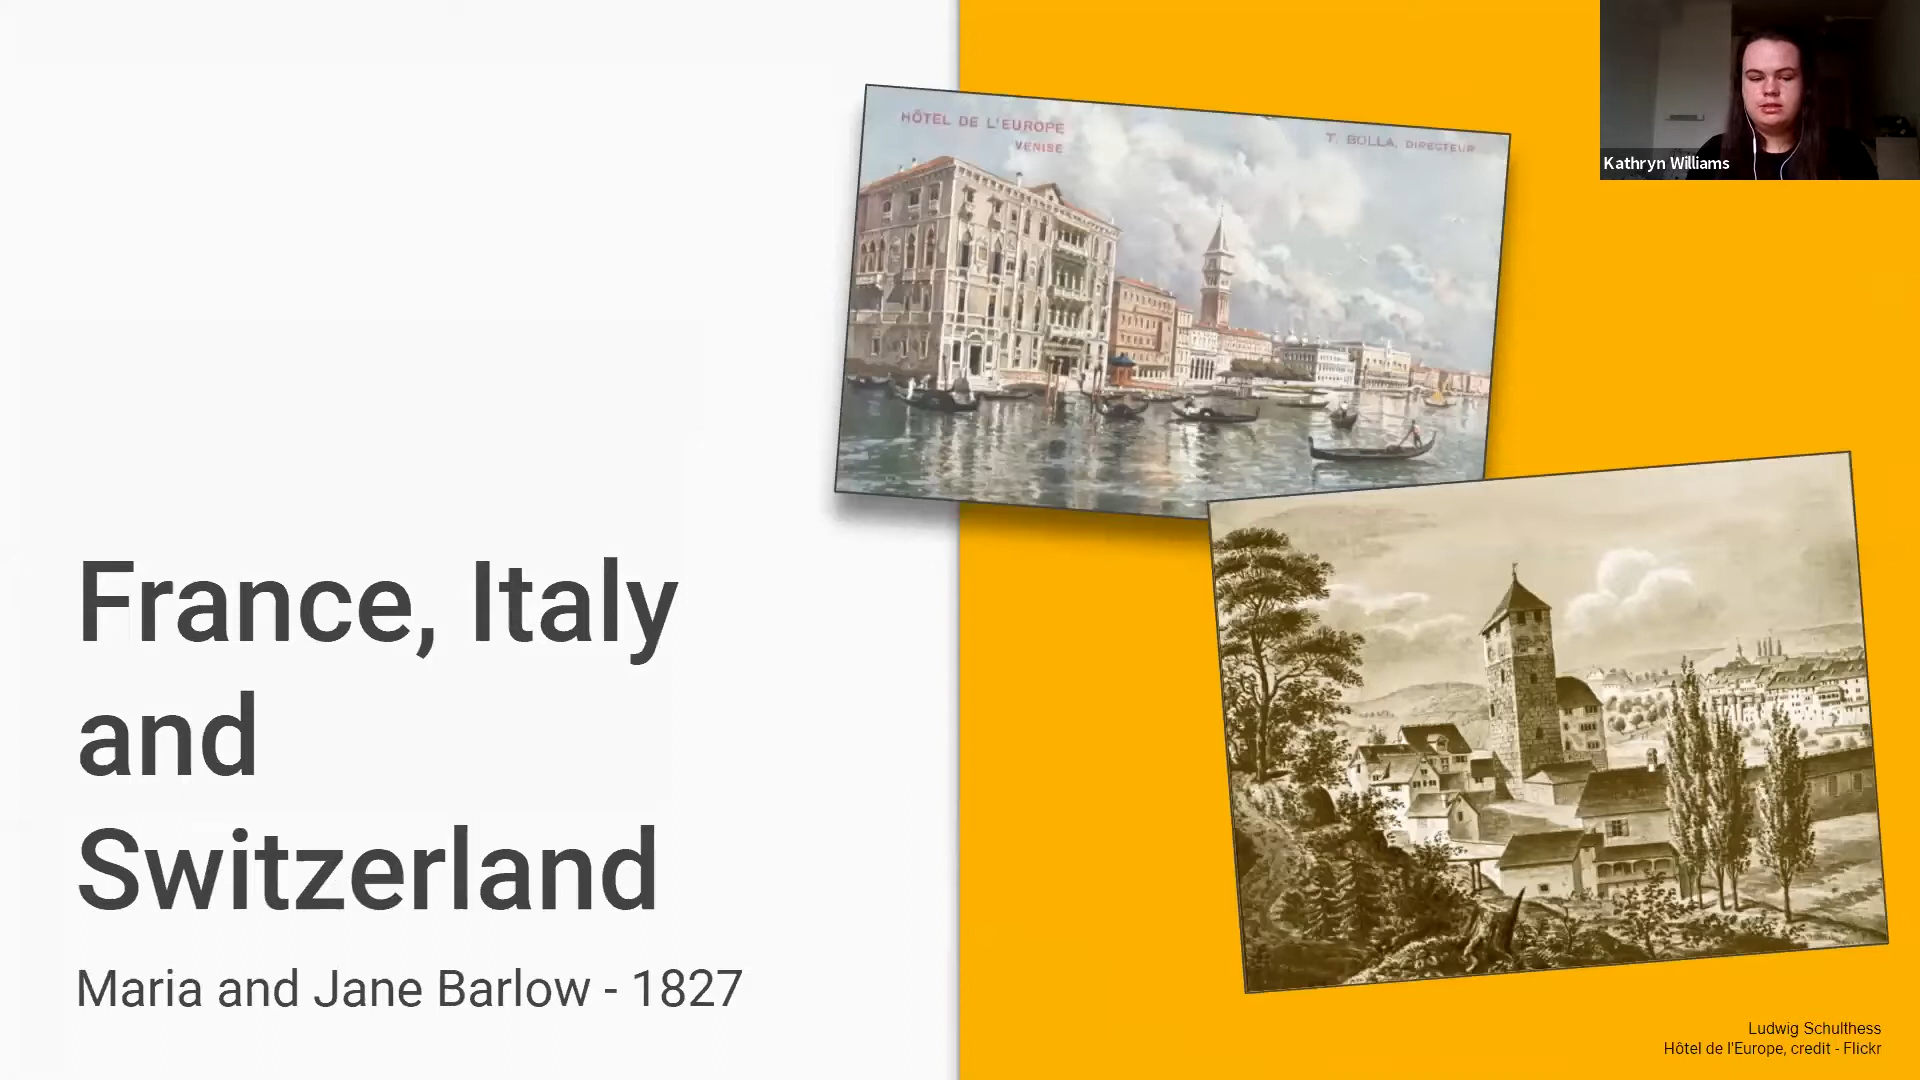 HÔTEL DE L'EUROPE
VENISE
T. BOLLA, DIRECTEUR
Kathryn Williams
France, Italy
and
Switzerland
Maria and Jane Barlow - 1827
Ludwig Schulthess
Hôtel de l'Europe, credit - Flickr